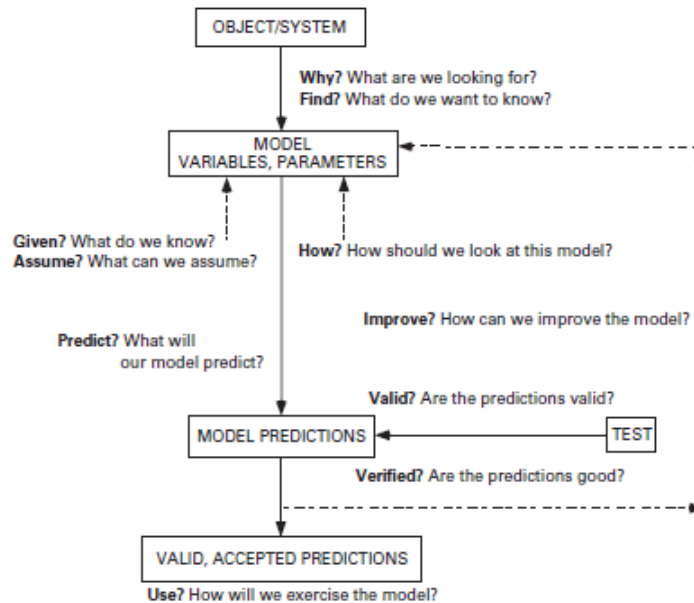 OBJECT/SYSTEM
Why? What are we looking for?
Find? What do we want to know?
MODEL
VARIABLES, PARAMETERS
Given? What do we know?
Assume? What can we assume?
How? How should we look at this model?
Improve? How can we improve the model?
Predict? What will
our model predict?
Valid? Are the predictions valid?
MODEL PREDICTIONS
TEST
Verified? Are the predictions good?
VALID, ACCEPTED PREDICTIONS
Use? How will we exercise the model?